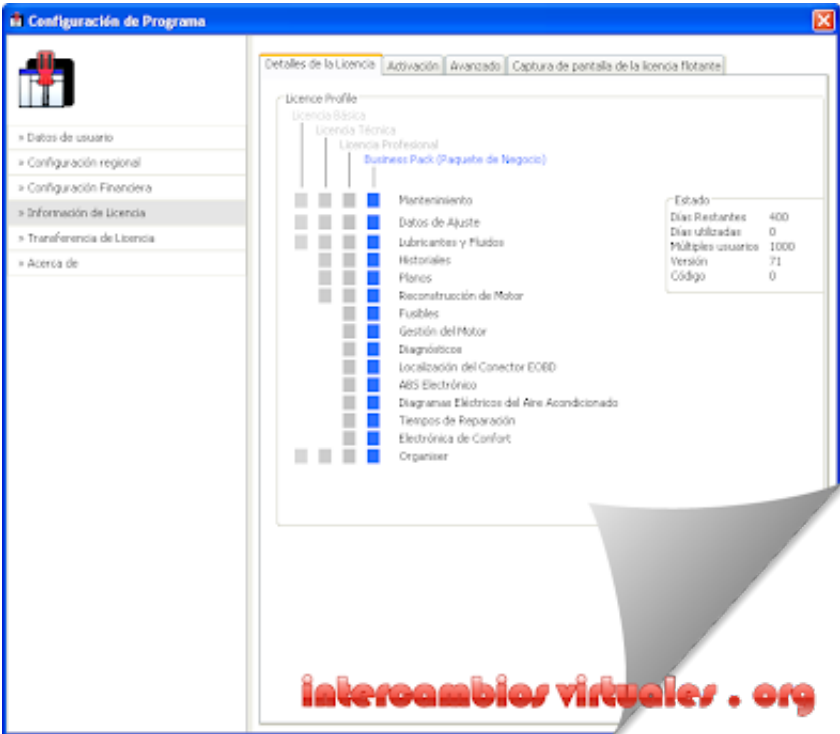 Configuración de Programa
» Datos de usuario
» Configuración regional
» Configuración Financiera
» Información de Licencia
» Transferencia de Licencia
» Acerca de
Detalles de la Licencia
Activación
Avanzado
Captura de pantalla de la licencia flotante
Licence Profile
Licencia Básica
Licencia Técnica
Licencia Profesional
Business Pack (Paquete de Negocio)
Mantenimiento
Datos de Ajuste
Lubricantes y Fluidos
Historiales
Planos
Reconstrucción de Motor
Fusibles
Gestión del Motor
Diagnósticos
Localización del Conector EOBD
ABS Electrónico
Diagramas Eléctricos del Aire Acondicionado
Tiempos de Reparación
Electrónica de Confort
Organiser
Estado
Días Restantes 400
Días utilizadas 0
Múltiples usuarios 1000
Versión 71
Código 0
intercambios virtuales . org